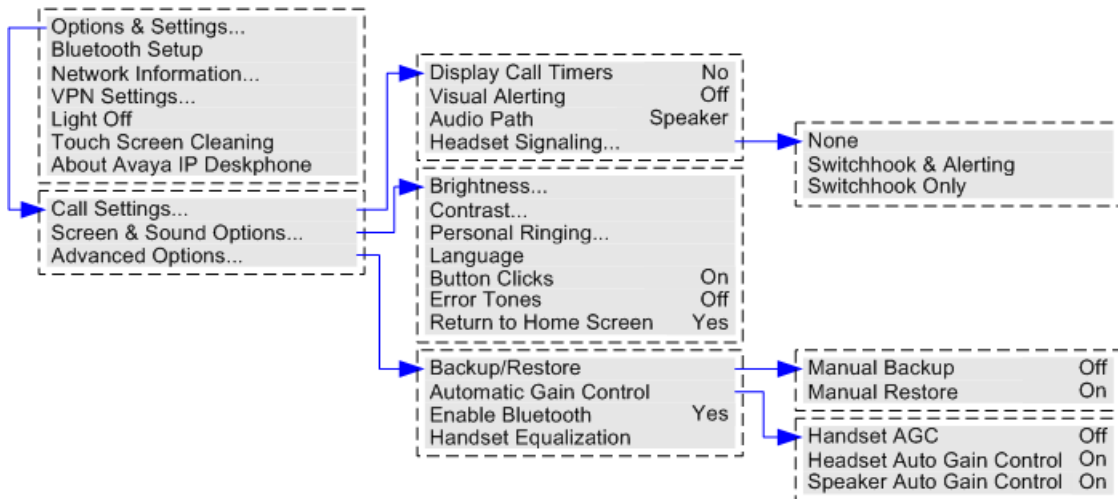 Options & Settings...
Bluetooth Setup
Network Information...
VPN Settings...
Light Off
Touch Screen Cleaning
About Avaya IP Deskphone
Call Settings...
Screen & Sound Options...
Advanced Options...
Display Call Timers No
Visual Alerting Off
Audio Path Speaker
Headset Signaling...
None
Switchhook & Alerting
Switchhook Only
Brightness...
Contrast...
Personal Ringing...
Language
Button Clicks On
Error Tones Off
Return to Home Screen Yes
Backup/Restore
Automatic Gain Control
Enable Bluetooth Yes
Handset Equalization
Manual Backup Off
Manual Restore On
Handset AGC Off
Headset Auto Gain Control On
Speaker Auto Gain Control On